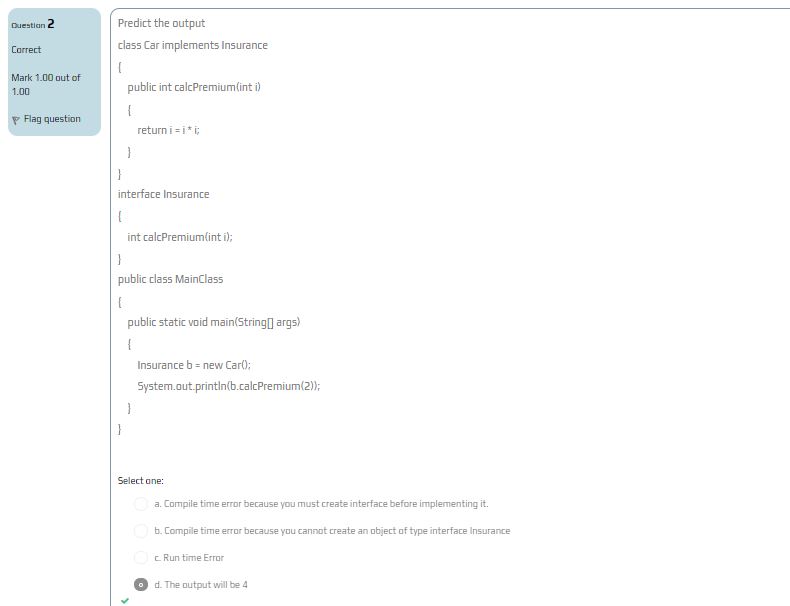 Question 2
Correct
Mark 1.00 out of
1.00
Flag question
Predict the output
class Car implements Insurance
{
public int calcPremium(int i)
{
return i = i * i;
}
}
interface Insurance
{
int calcPremium(int i);
}
public class MainClass
{
public static void main(String[] args)
{
Insurance b = new Car();
System.out.println(b.calcPremium(2));
}
}
Select one:
a. Compile time error because you must create interface before implementing it.
b. Compile time error because you cannot create an object of type interface Insurance
c. Run time Error
d. The output will be 4